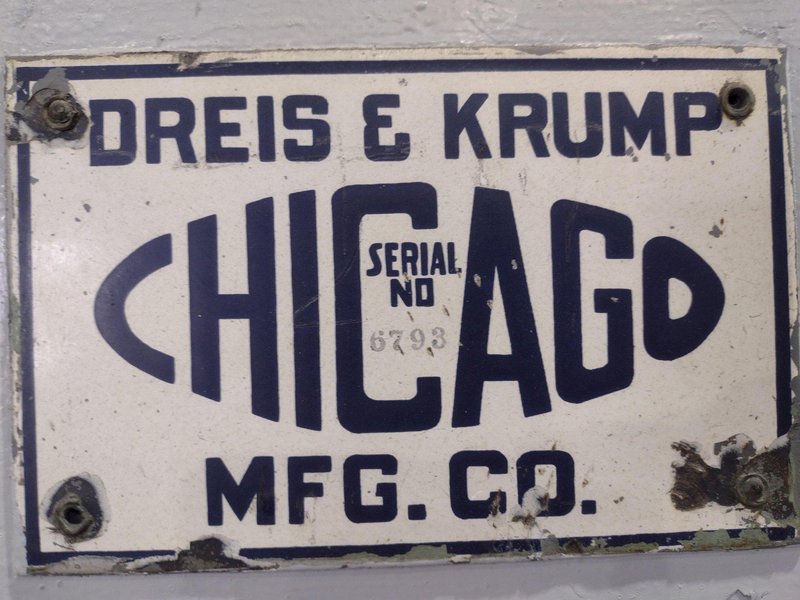 DREIS & KRUMP
CHICAGO
SERIAL
NO
6793
MFG. CO.